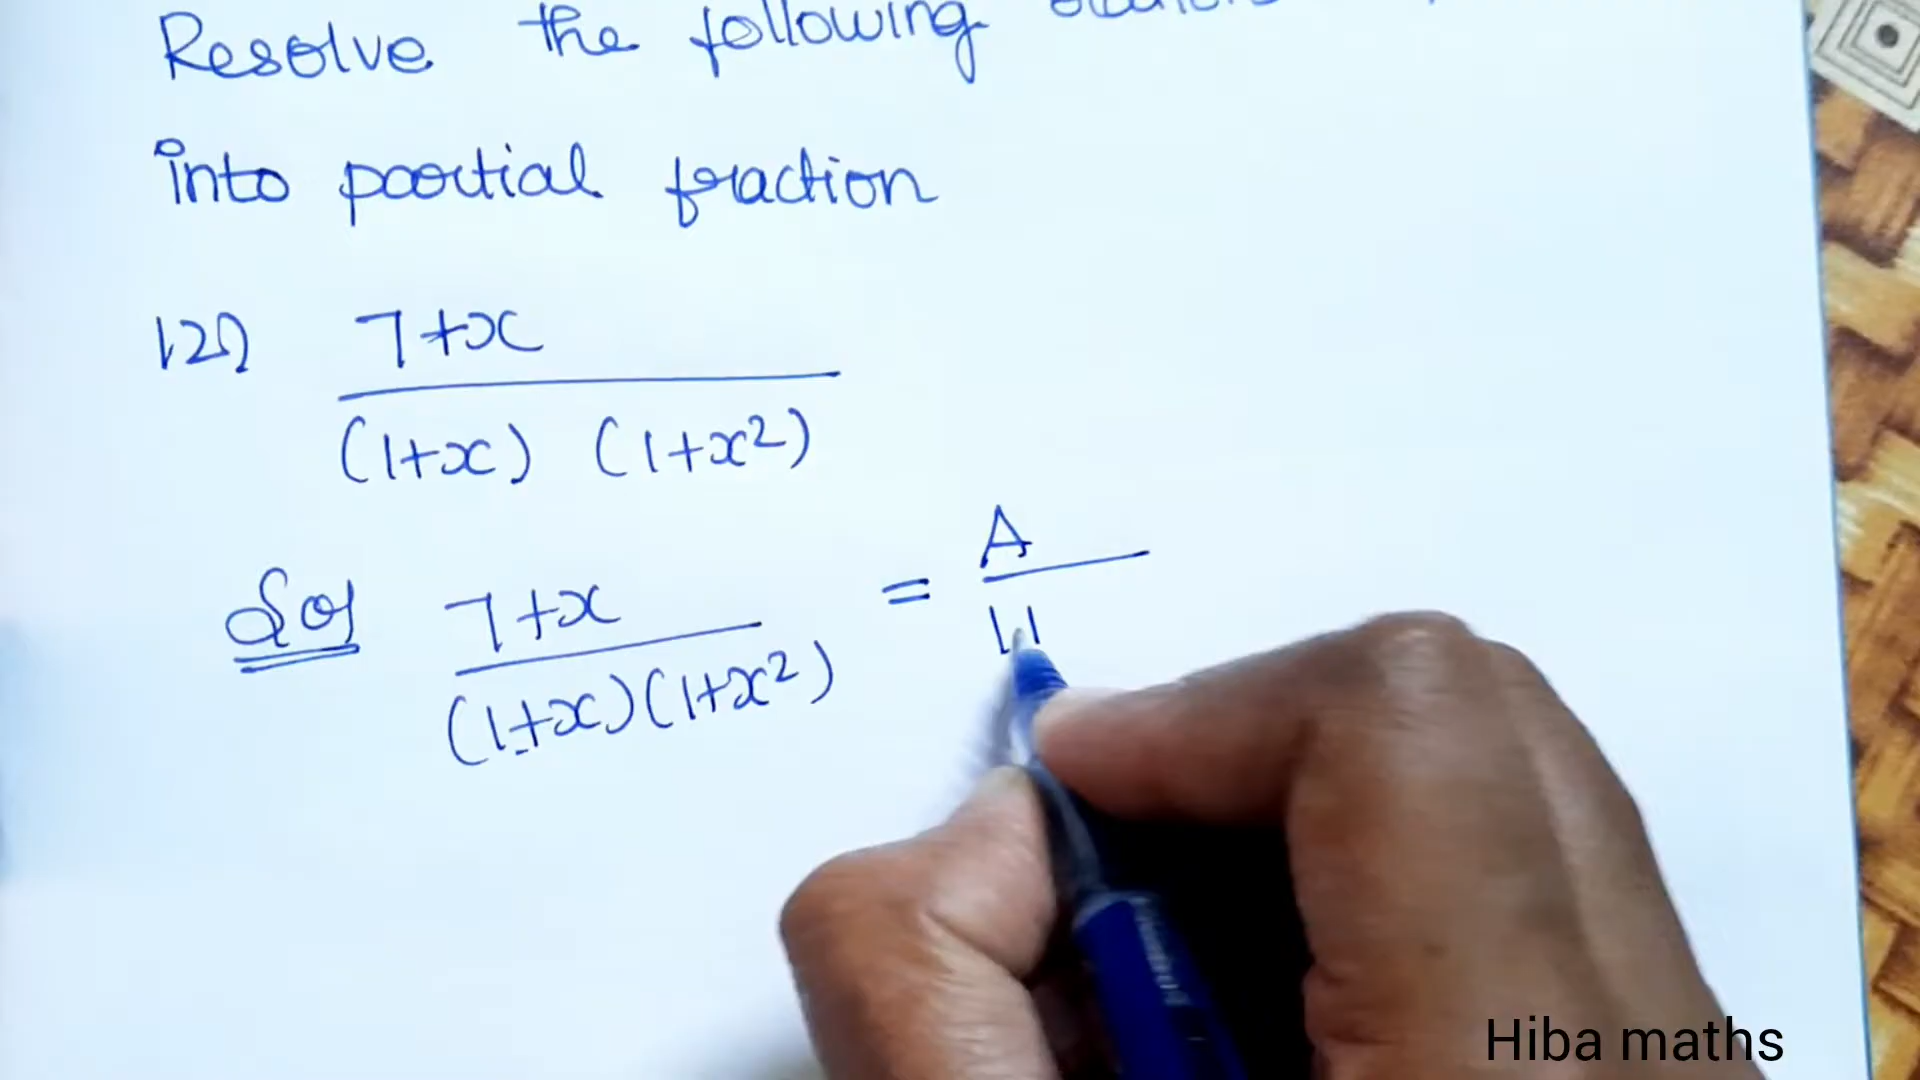 Resolve the following
into partial fraction
12) 7+x
(1+x) (1+x²)
Sol 7+x = A
(1+x)(1+x²)
Hiba maths